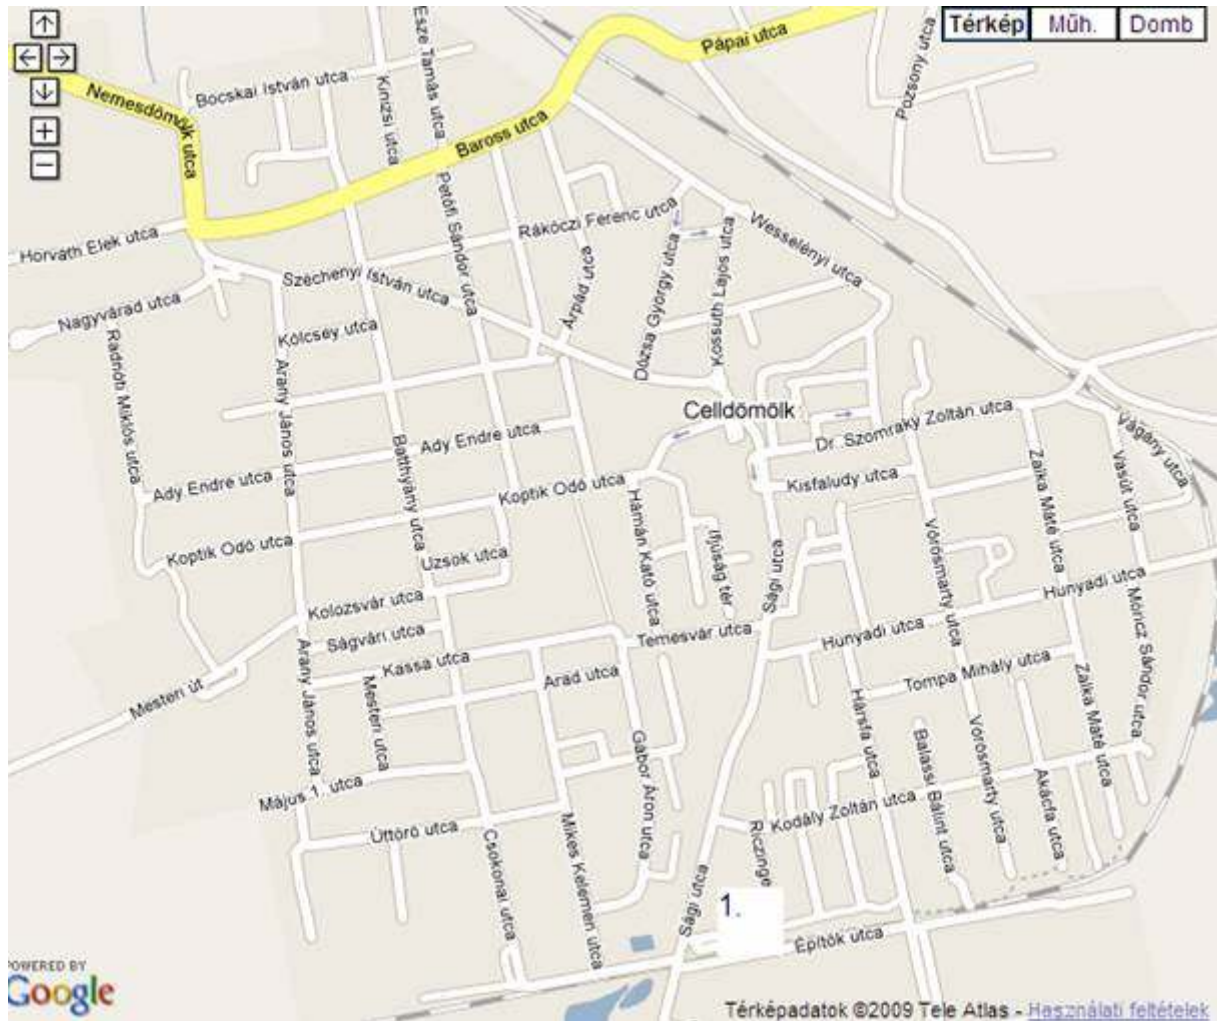 Térkép
Műh.
Domb
Pápai utca
Pozsony utca
Esze Tamás utca
Kinizsi utca
Bocskai István utca
Nemesdömölk utca
Baross utca
Petőfi Sándor utca
Rákóczi Ferenc utca
Horváth Elek utca
Wesselényi utca
Széchenyi István utca
Árpád utca
Dózsa György utca
Kossuth Lajos utca
Nagyvárad utca
Kölcsey utca
Radnóti Miklós utca
Arany János utca
Celldömölk
Dr. Szomraky Zoltán utca
Vágány utca
Ady Endre utca
Ady Endre utca
Batthyány utca
Koptik Odó utca
Kisfaludy utca
Zalka Máté utca
Vasút utca
Hámán Kató utca
Ifjúság tér
Sági utca
Vörösmarty utca
Koptik Odó utca
Uzsok utca
Hunyadi utca
Móricz Sándor utca
Kolozsvár utca
Ságvári utca
Temesvár utca
Hunyadi utca
Kassa utca
Arad utca
Tompa Mihály utca
Zalka Máté utca
Arany János utca
Mesteri utca
Mesteri út
Hársfa utca
Vörösmarty utca
Balassi Bálint utca
Akácfa utca
Gábor Áron utca
Május 1. utca
Kodály Zoltán utca
Riczinge
Úttörő utca
Csokonai utca
Mikes Kelemen utca
Sági utca
1.
Építők utca
POWERED BY
Google
Térképadatok ©2009 Tele Atlas - Használati feltételek